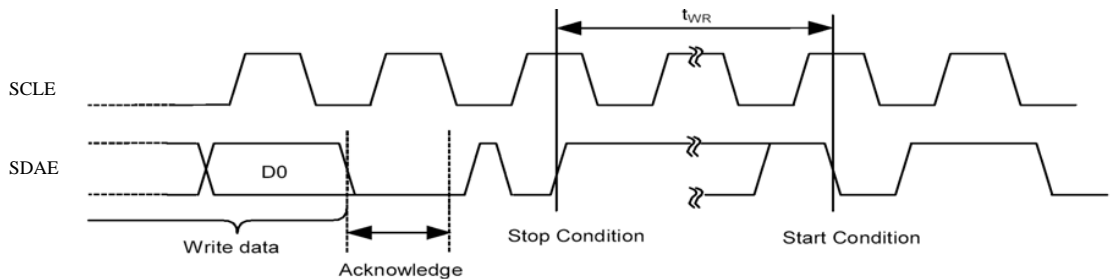 tWR
SCLE
SDAE
D0
Write data
Stop Condition
Start Condition
Acknowledge